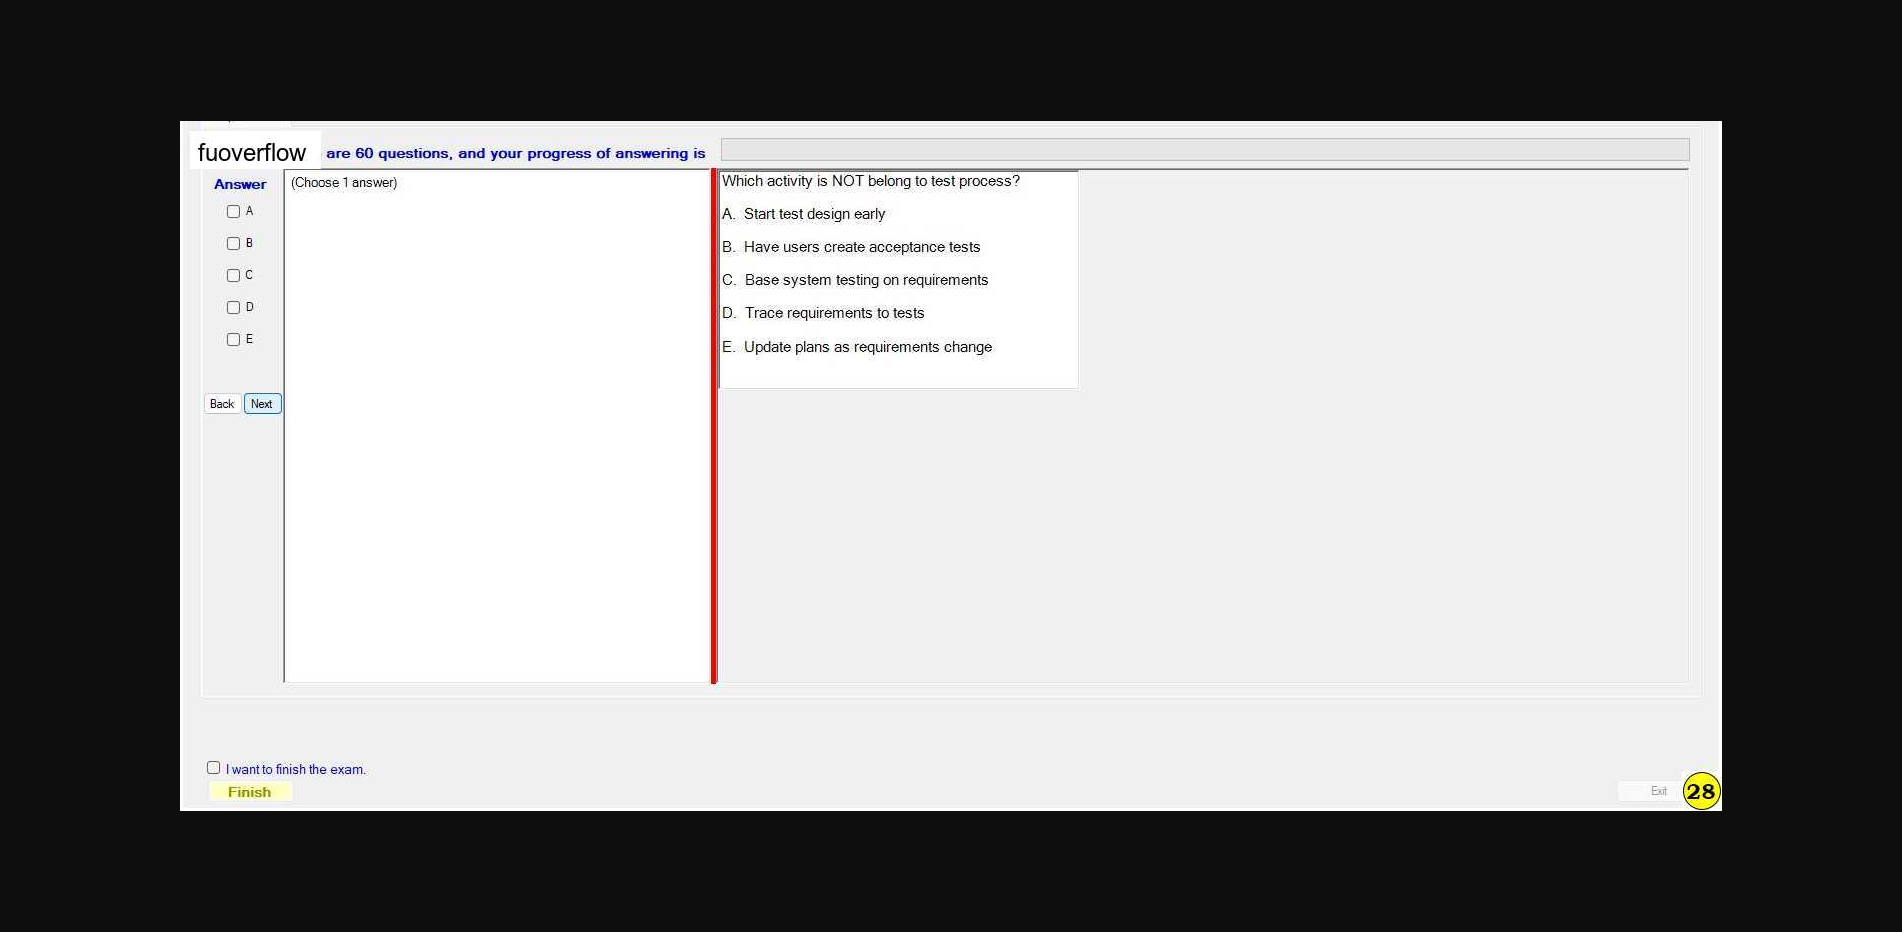 fuoverflow are 60 questions, and your progress of answering is
Answer
(Choose 1 answer)
A
B
C
D
E
Back Next
Which activity is NOT belong to test process?
A. Start test design early
B. Have users create acceptance tests
C. Base system testing on requirements
D. Trace requirements to tests
E. Update plans as requirements change
I want to finish the exam.
Finish
Exit
28